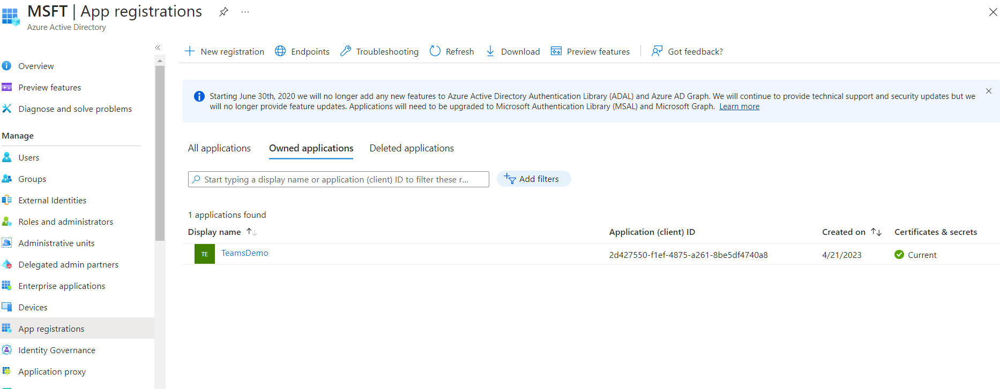 MSFT | App registrations
Azure Active Directory
Overview
Preview features
Diagnose and solve problems
Manage
Users
Groups
External Identities
Roles and administrators
Administrative units
Delegated admin partners
Enterprise applications
Devices
App registrations
Identity Governance
Application proxy
New registration Endpoints Troubleshooting Refresh Download Preview features Got feedback?
Starting June 30th, 2020 we will no longer add any new features to Azure Active Directory Authentication Library (ADAL) and Azure AD Graph. We will continue to provide technical support and security updates but we
will no longer provide feature updates. Applications will need to be upgraded to Microsoft Authentication Library (MSAL) and Microsoft Graph. Learn more
All applications Owned applications Deleted applications
Start typing a display name or application (client) ID to filter these r... Add filters
1 applications found
Display name Application (client) ID Created on Certificates & secrets
TE TeamsDemo 2d427550-f1ef-4875-a261-8be5df4740a8 4/21/2023 Current